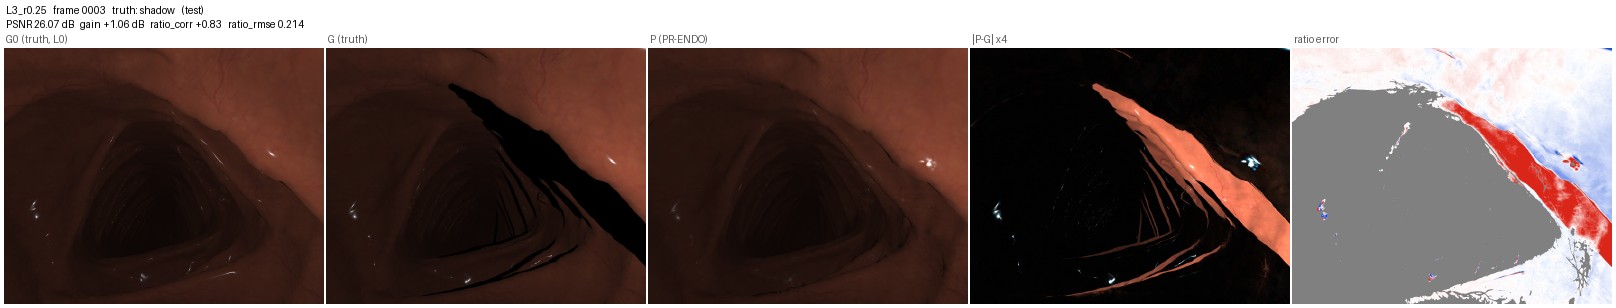 L3_r0.25 frame 0003 truth: shadow (test)
PSNR 26.07 dB gain +1.06 dB ratio_corr +0.83 ratio_rmse 0.214
G0 (truth, L0) G (truth) P (PR-ENDO) |P-G| x4 ratio error